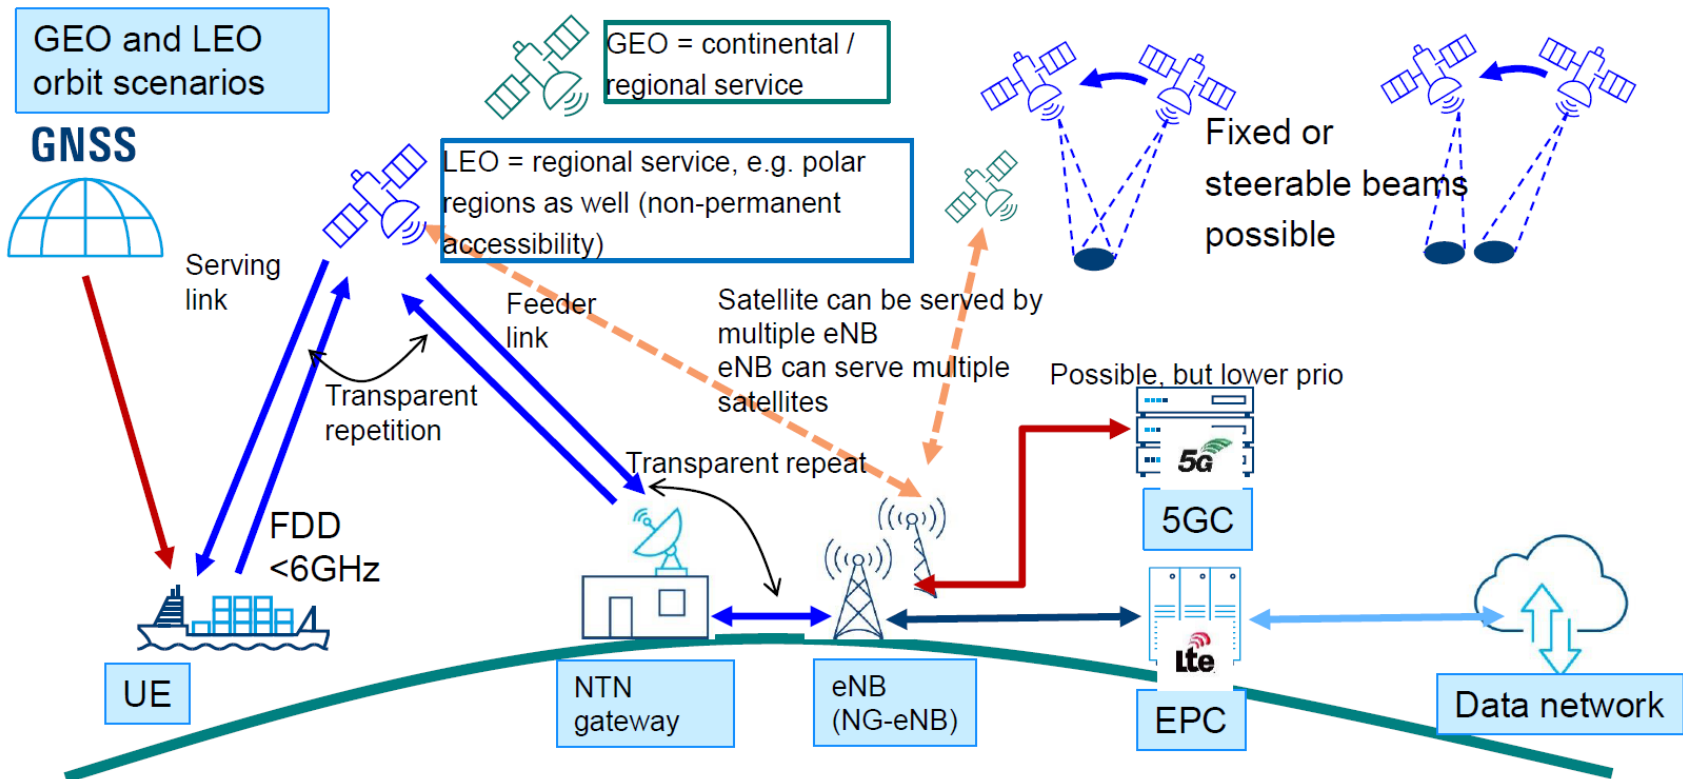 GEO and LEO
orbit scenarios
GNSS
GEO = continental /
regional service
LEO = regional service, e.g. polar
regions as well (non-permanent
accessibility)
Fixed or
steerable beams
possible
Serving
link
Feeder
link
Transparent
repetition
Satellite can be served by
multiple eNB
eNB can serve multiple
satellites
Possible, but lower prio
Transparent repeat
FDD
<6GHz
5G
5GC
Lte
UE
NTN
gateway
eNB
(NG-eNB)
EPC
Data network